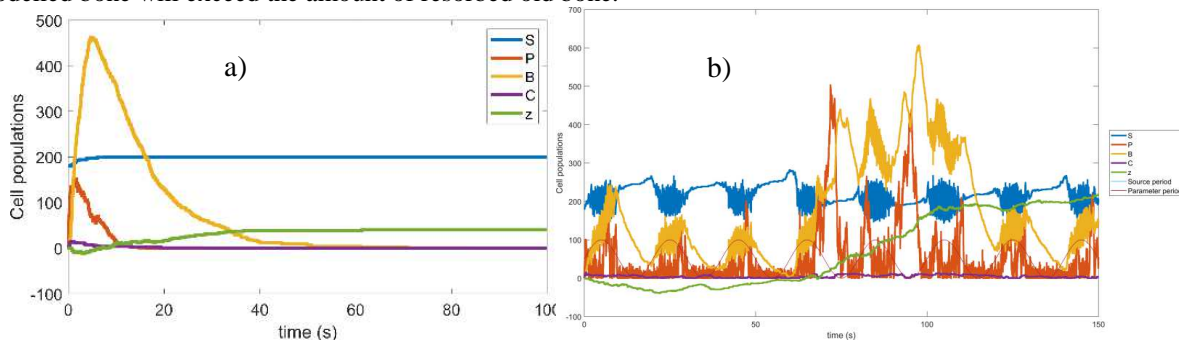 bone will exceed the amount of resorbed old bone.
a)
500
400
300
200
100
0
-100
Cell populations
0
20
40
60
80
100
time (s)
S
P
B
C
z
b)
700
600
500
400
300
200
100
0
-100
Cell populations
0
50
100
150
time (s)
S
P
B
C
z
Source period
Parameter period